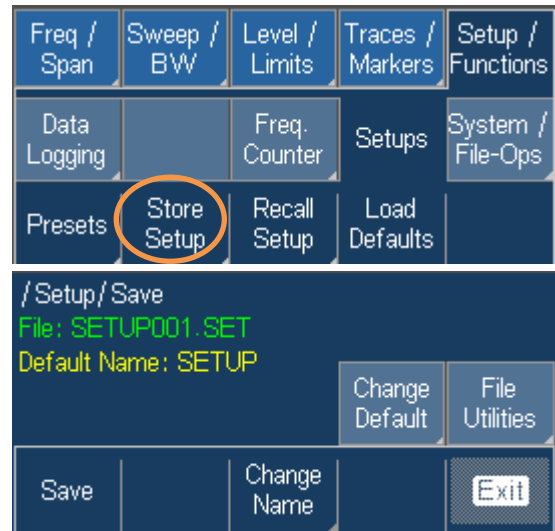 Freq / Sweep / Level / Traces / Setup /
Span BW Limits Markers Functions
Data Freq. Setups System /
Logging Counter File-Ops
Presets Store Recall Load
Setup Setup Defaults
/Setup/Save
File: SETUP001.SET
Default Name: SETUP
Change File
Default Utilities
Save Change Exit
Name